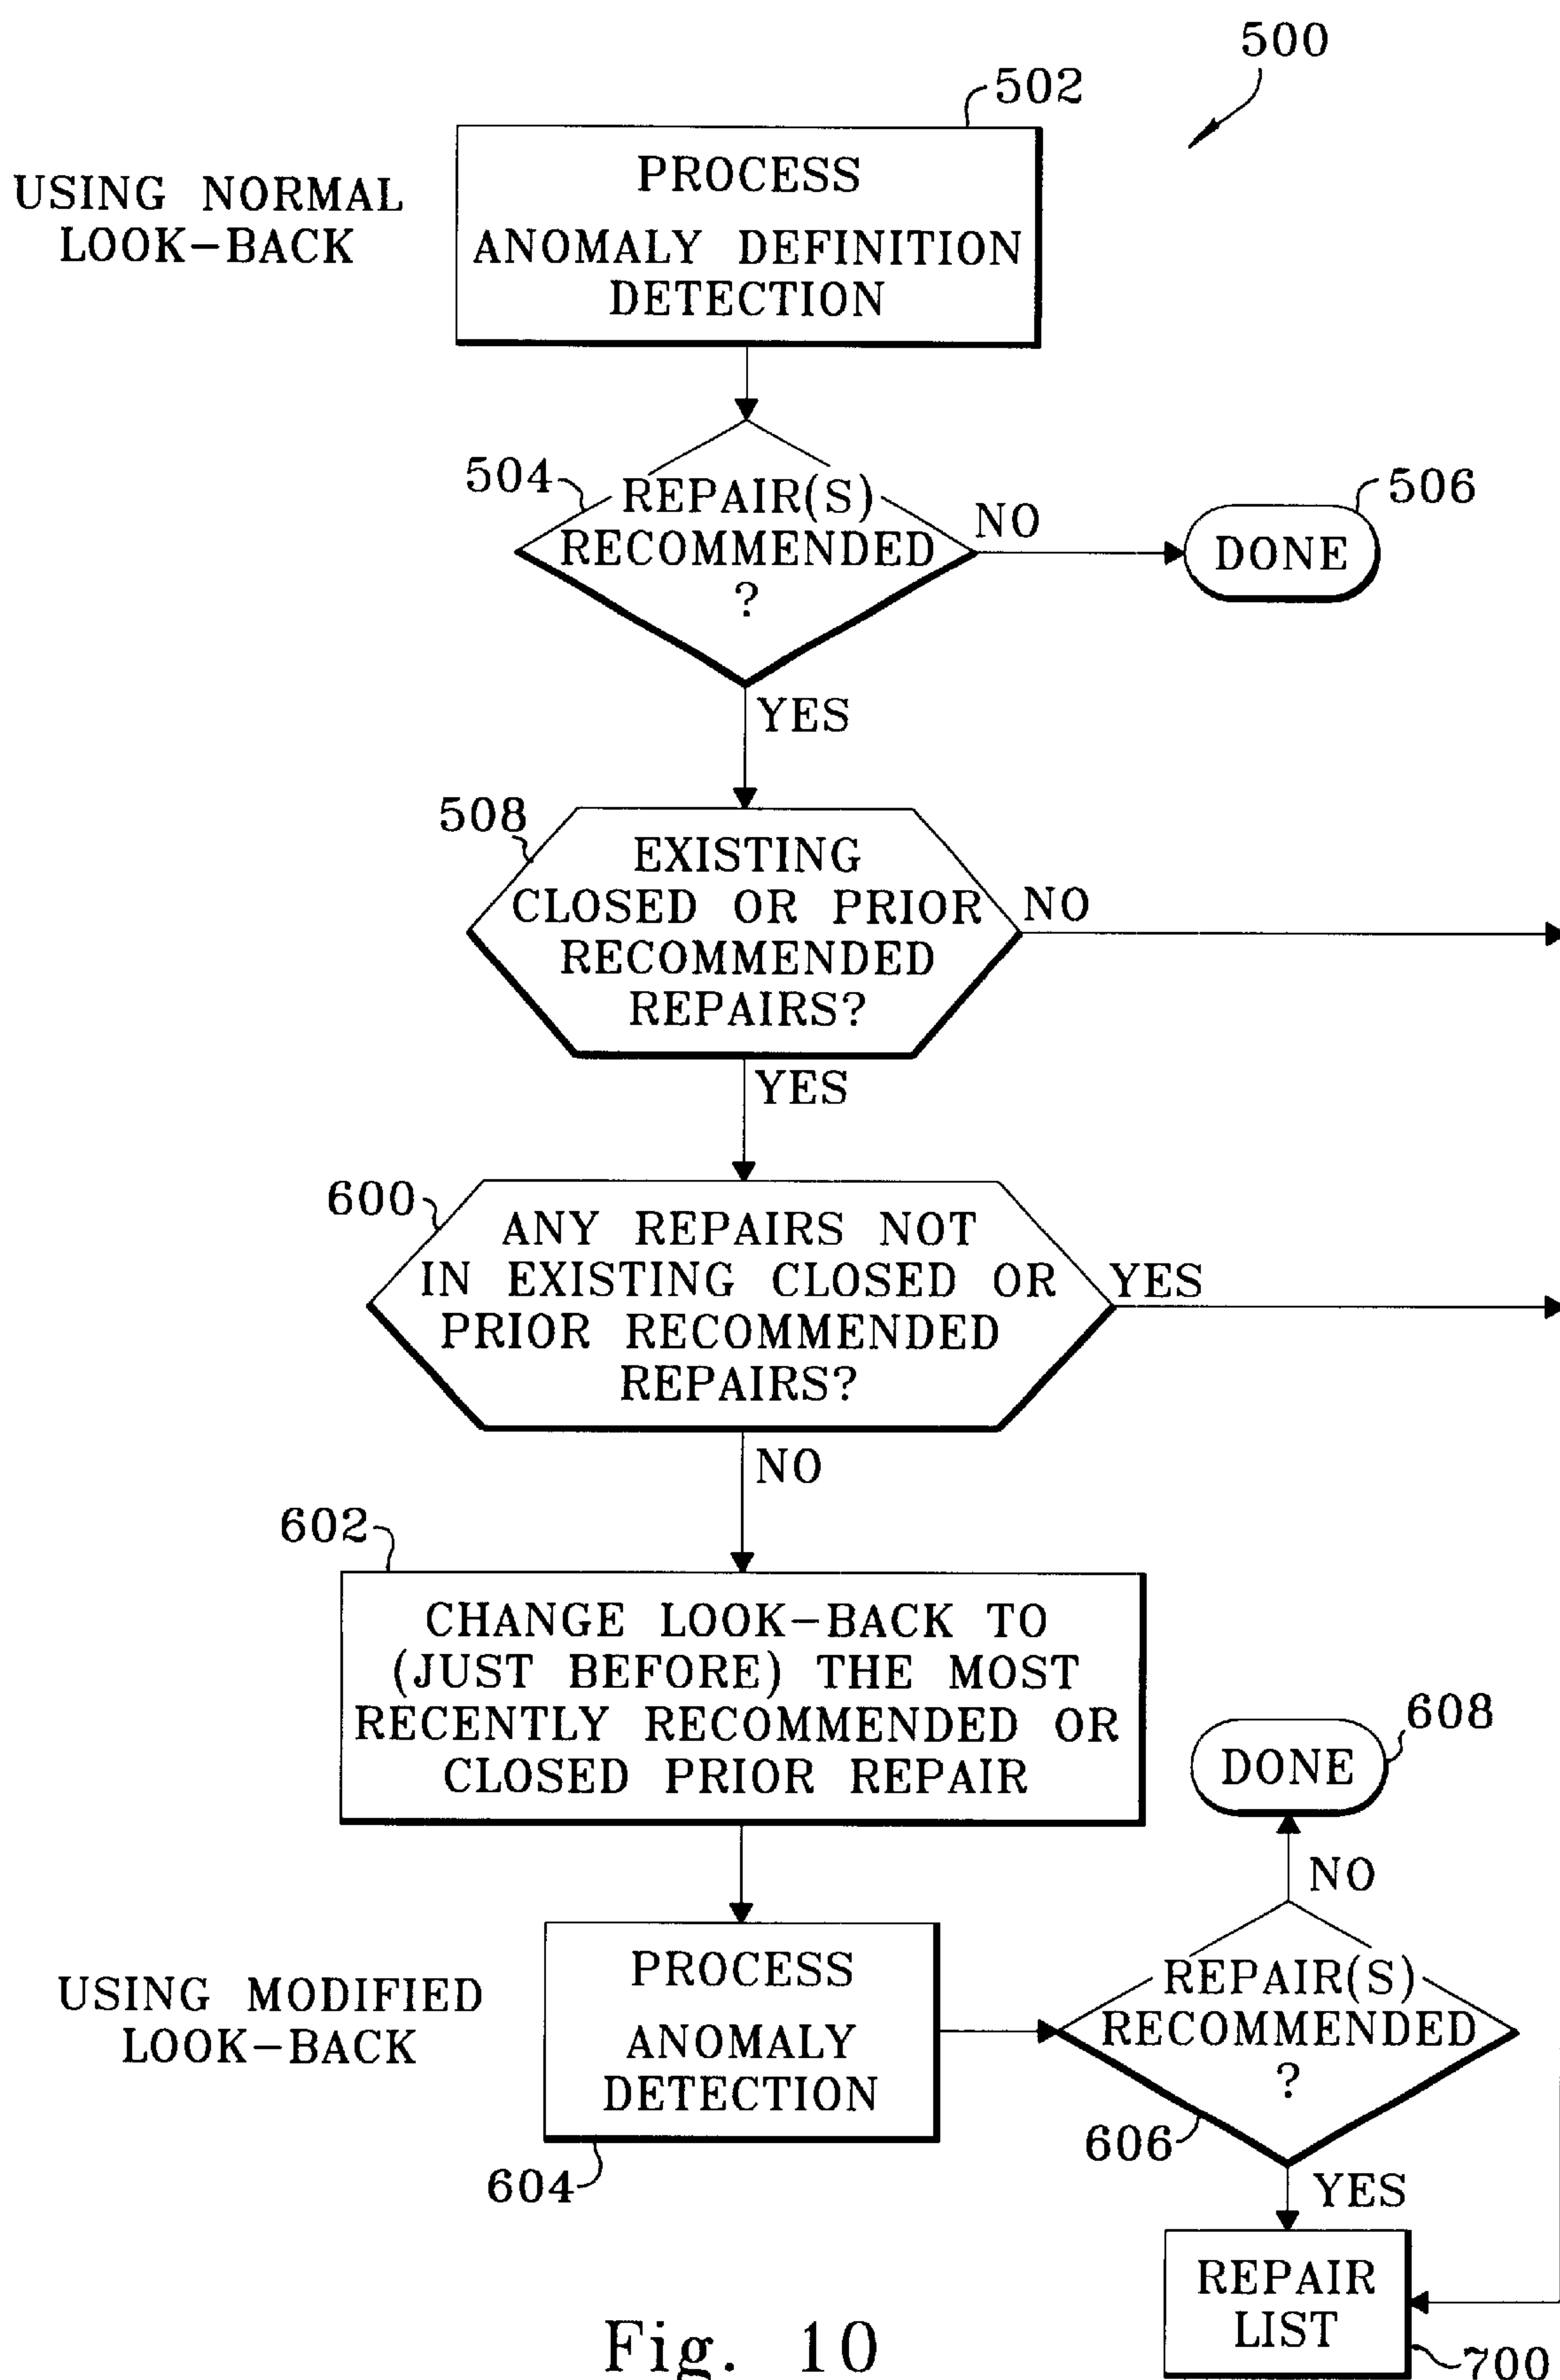 500
502
USING NORMAL
LOOK-BACK
PROCESS
ANOMALY DEFINITION
DETECTION
504
REPAIR(S)
RECOMMENDED
?
NO
506
DONE
YES
508
EXISTING
CLOSED OR PRIOR
RECOMMENDED
REPAIRS?
NO
YES
600
ANY REPAIRS NOT
IN EXISTING CLOSED OR
PRIOR RECOMMENDED
REPAIRS?
YES
NO
602
CHANGE LOOK-BACK TO
(JUST BEFORE) THE MOST
RECENTLY RECOMMENDED OR
CLOSED PRIOR REPAIR
608
DONE
NO
USING MODIFIED
LOOK-BACK
PROCESS
ANOMALY
DETECTION
604
REPAIR(S)
RECOMMENDED
?
606
YES
REPAIR
LIST
700
Fig. 10